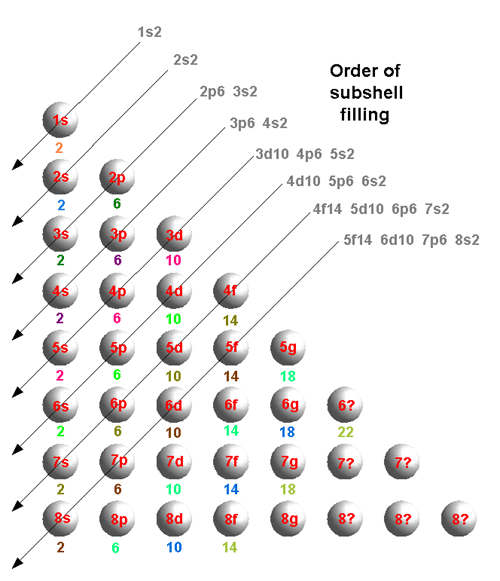 1s2
2s2
Order of
subshell
filling
2p6 3s2
3p6 4s2
1s
2
3d10 4p6 5s2
2s 2p
4d10 5p6 6s2
2 6
4f14 5d10 6p6 7s2
3s 3p 3d
5f14 6d10 7p6 8s2
2 6 10
4s 4p 4d 4f
2 6 10 14
5s 5p 5d 5f 5g
2 6 10 14 18
6s 6p 6d 6f 6g 6?
2 6 10 14 18 22
7s 7p 7d 7f 7g 7? 7?
2 6 10 14 18
8s 8p 8d 8f 8g 8? 8? 8?
2 6 10 14